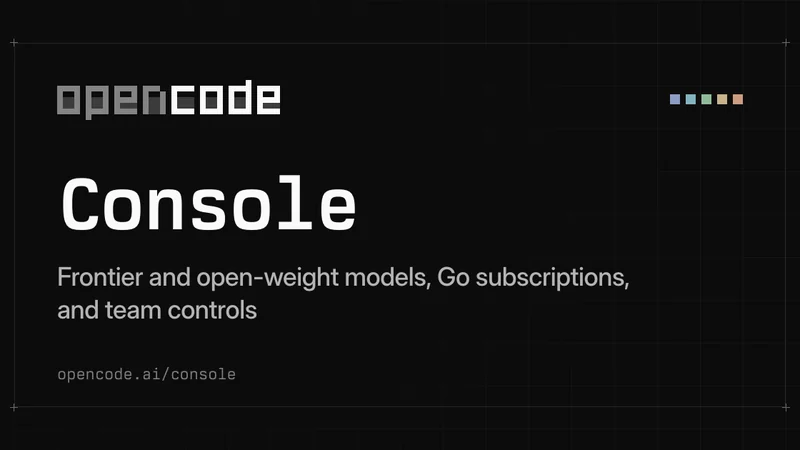 opencode
Console
Frontier and open-weight models, Go subscriptions,
and team controls
opencode.ai/console